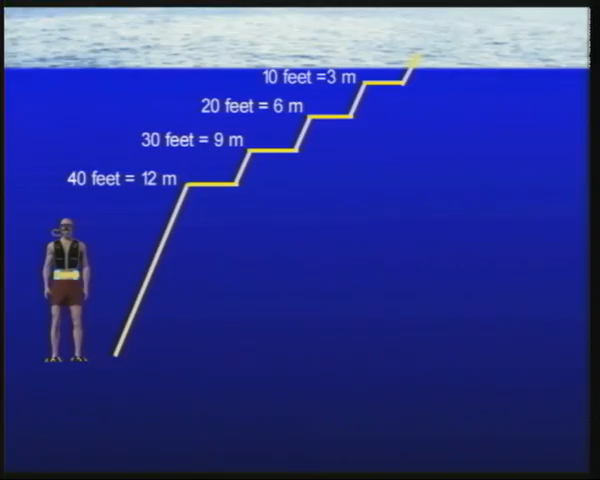 10 feet =3 m
20 feet = 6 m
30 feet = 9 m
40 feet = 12 m